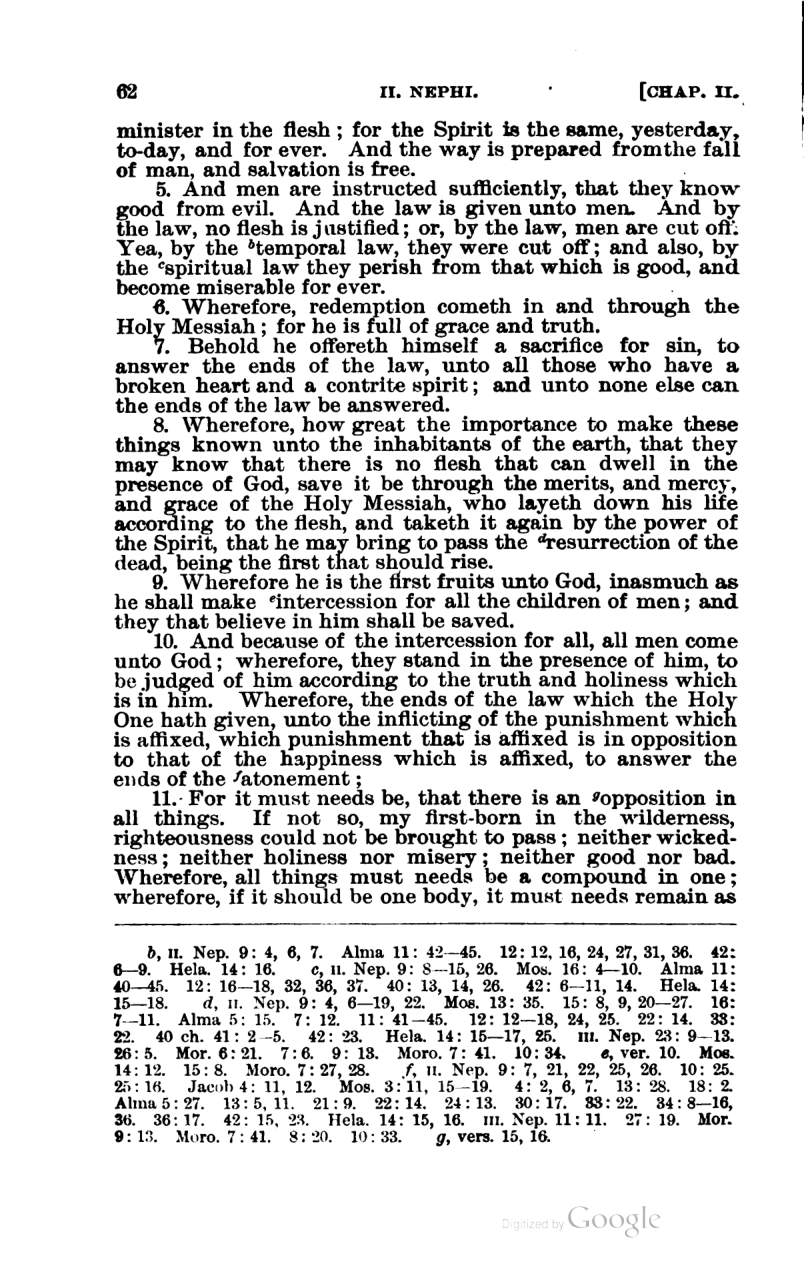 62 II. NEPHI. [CHAP. II.
minister in the flesh ; for the Spirit is the same, yesterday,
to-day, and for ever. And the way is prepared fromthe fall
of man, and salvation is free.
5. And men are instructed sufficiently, that they know
good from evil. And the law is given unto men. And by
the law, no flesh is justified ; or, by the law, men are cut off.
Yea, by the ᵇtemporal law, they were cut off ; and also, by
the ᶜspiritual law they perish from that which is good, and
become miserable for ever.
6. Wherefore, redemption cometh in and through the
Holy Messiah ; for he is full of grace and truth.
7. Behold he offereth himself a sacrifice for sin, to
answer the ends of the law, unto all those who have a
broken heart and a contrite spirit ; and unto none else can
the ends of the law be answered.
8. Wherefore, how great the importance to make these
things known unto the inhabitants of the earth, that they
may know that there is no flesh that can dwell in the
presence of God, save it be through the merits, and mercy,
and grace of the Holy Messiah, who layeth down his life
according to the flesh, and taketh it again by the power of
the Spirit, that he may bring to pass the ᵈresurrection of the
dead, being the first that should rise.
9. Wherefore he is the first fruits unto God, inasmuch as
he shall make ᵉintercession for all the children of men ; and
they that believe in him shall be saved.
10. And because of the intercession for all, all men come
unto God ; wherefore, they stand in the presence of him, to
be judged of him according to the truth and holiness which
is in him. Wherefore, the ends of the law which the Holy
One hath given, unto the inflicting of the punishment which
is affixed, which punishment that is affixed is in opposition
to that of the happiness which is affixed, to answer the
ends of the ᶠatonement ;
11. For it must needs be, that there is an ᵍopposition in
all things. If not so, my first-born in the wilderness,
righteousness could not be brought to pass ; neither wicked-
ness ; neither holiness nor misery ; neither good nor bad.
Wherefore, all things must needs be a compound in one ;
wherefore, if it should be one body, it must needs remain as
b, II. Nep. 9 : 4, 6, 7. Alma 11 : 42—45. 12 : 12, 16, 24, 27, 31, 36. 42 :
6—9. Hela. 14 : 16. c, II. Nep. 9 : 8—15, 26. Mos. 16 : 4—10. Alma 11 :
40—45. 12 : 16—18, 32, 36, 37. 40 : 13, 14, 26. 42 : 6—11, 14. Hela. 14 :
15—18. d, II. Nep. 9 : 4, 6—19, 22. Mos. 13 : 35. 15 : 8, 9, 20—27. 16 :
7—11. Alma 5 : 15. 7 : 12. 11 : 41—45. 12 : 12—18, 24, 25. 22 : 14. 33 :
22. 40 ch. 41 : 2—5. 42 : 23. Hela. 14 : 15—17, 25. III. Nep. 23 : 9—13.
26 : 5. Mor. 6 : 21. 7 : 6. 9 : 13. Moro. 7 : 41. 10 : 34. e, ver. 10. Mos.
14 : 12. 15 : 8. Moro. 7 : 27, 28. f, II. Nep. 9 : 7, 21, 22, 25, 26. 10 : 25.
25 : 16. Jacob 4 : 11, 12. Mos. 3 : 11, 15—19. 4 : 2, 6, 7. 13 : 28. 18 : 2.
Alma 5 : 27. 13 : 5, 11. 21 : 9. 22 : 14. 24 : 13. 30 : 17. 33 : 22. 34 : 8—16,
36. 36 : 17. 42 : 15, 23. Hela. 14 : 15, 16. III. Nep. 11 : 11. 27 : 19. Mor.
9 : 13. Moro. 7 : 41. 8 : 20. 10 : 33. g, vers. 15, 16.
Digitized by Google